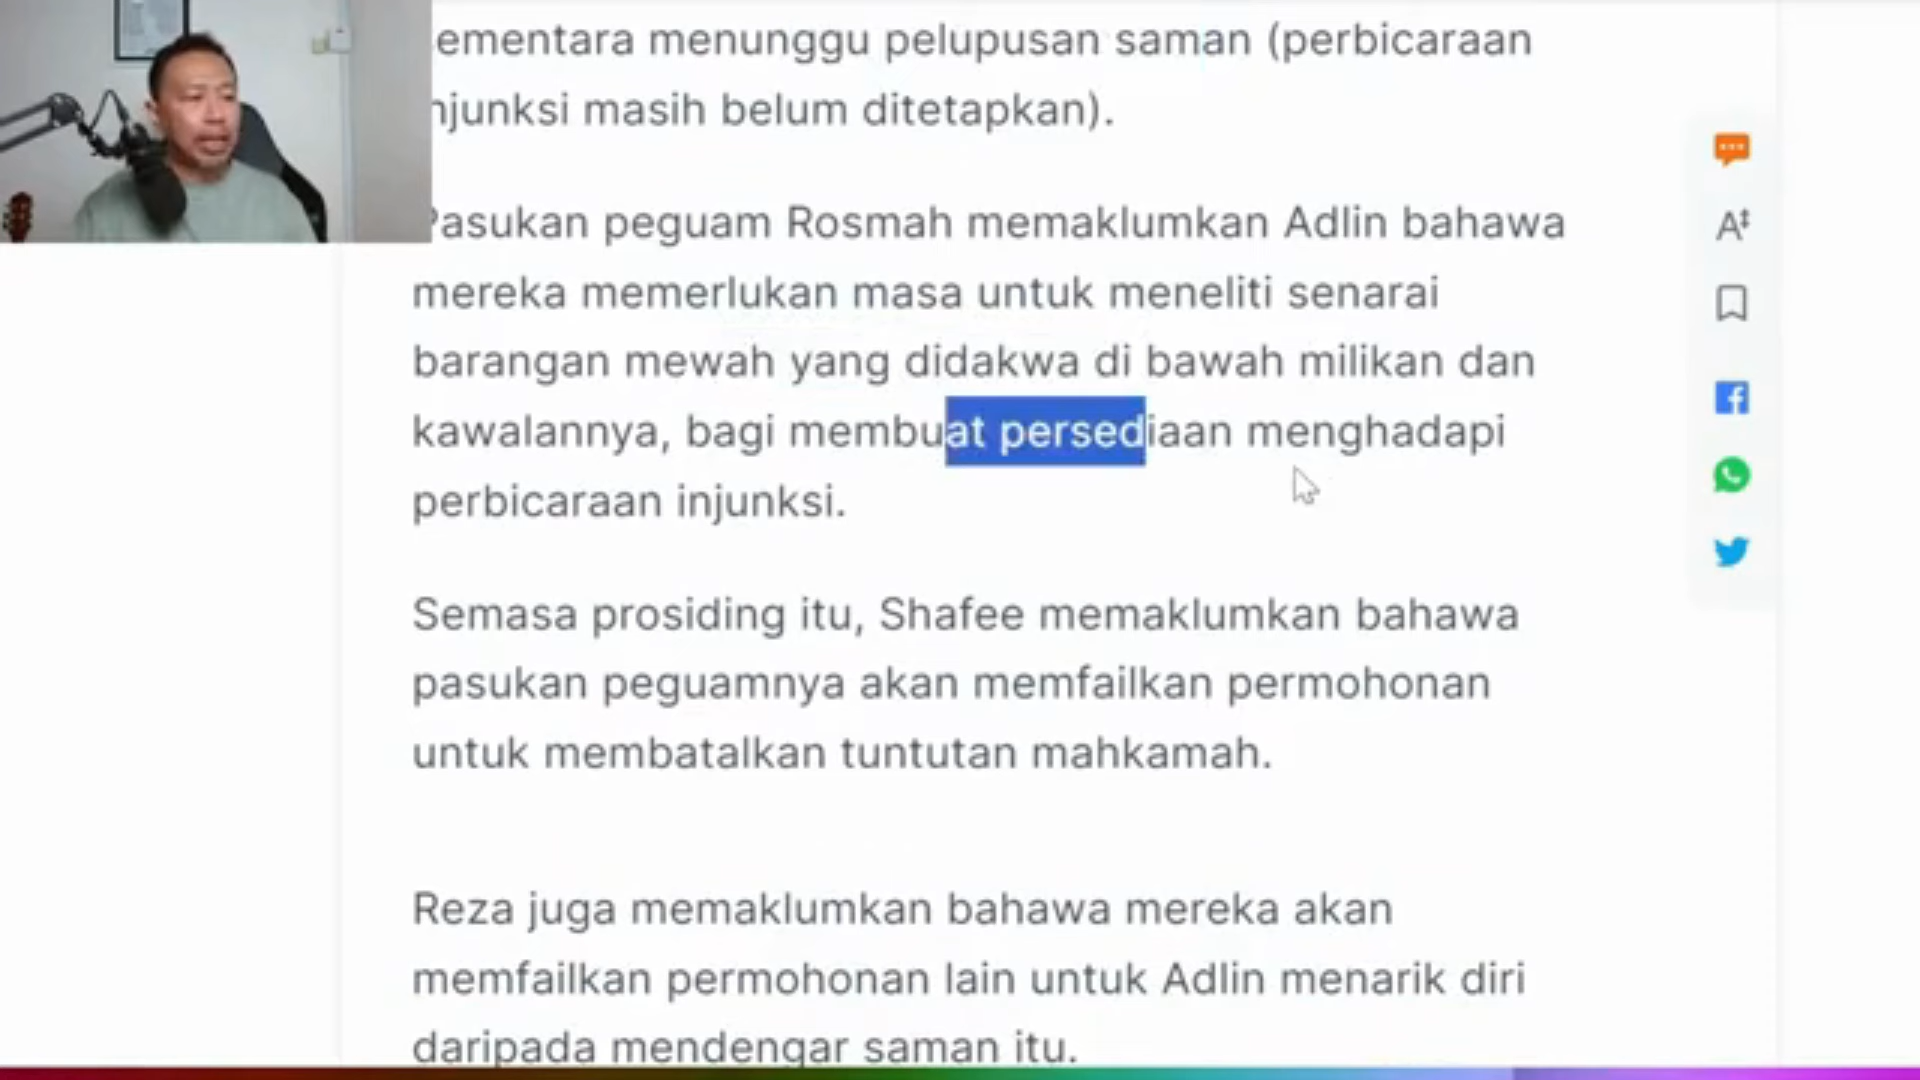 ementara menunggu pelupusan saman (perbicaraan
njunksi masih belum ditetapkan).
Pasukan peguam Rosmah memaklumkan Adlin bahawa
mereka memerlukan masa untuk meneliti senarai
barangan mewah yang didakwa di bawah milikan dan
kawalannya, bagi membuat persediaan menghadapi
perbicaraan injunksi.
Semasa prosiding itu, Shafee memaklumkan bahawa
pasukan peguamnya akan memfailkan permohonan
untuk membatalkan tuntutan mahkamah.
Reza juga memaklumkan bahawa mereka akan
memfailkan permohonan lain untuk Adlin menarik diri
daripada mendengar saman itu.